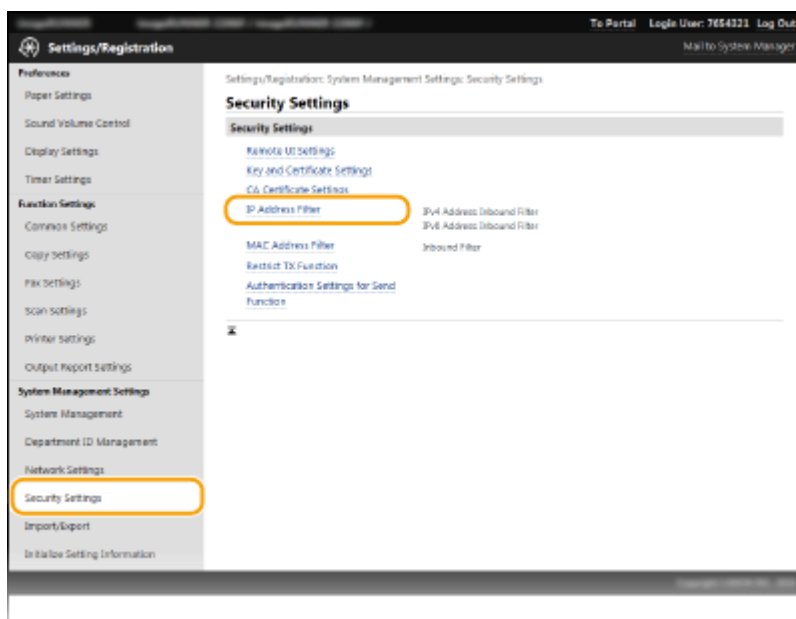 To Portal Login User: 7654321 Log Out
Settings/Registration
Mail to System Manager
Preferences
Paper Settings
Sound Volume Control
Display Settings
Timer Settings
Function Settings
Common Settings
Copy Settings
Fax Settings
Scan Settings
Printer Settings
Output Report Settings
System Management Settings
System Management
Department ID Management
Network Settings
Security Settings
Import/Export
Initialize Setting Information
Settings/Registration: System Management Settings: Security Settings
Security Settings
Security Settings
Remote UI Settings
Key and Certificate Settings
CA Certificate Settings
IP Address Filter
IPv4 Address Inbound Filter
IPv6 Address Inbound Filter
MAC Address Filter
Inbound Filter
Restrict TX Function
Authentication Settings for Send
Function